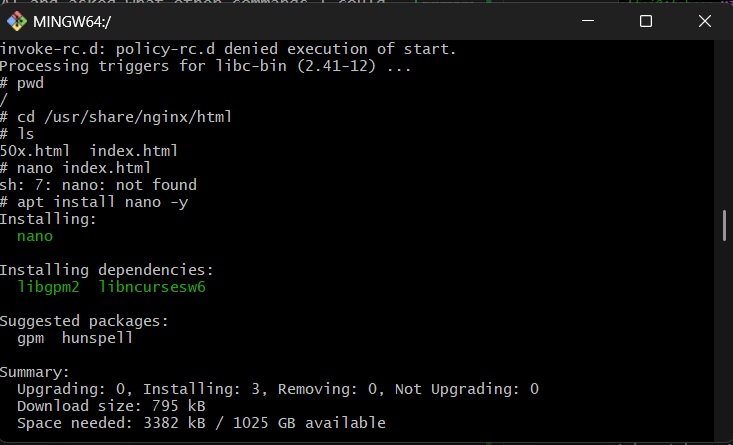 MINGW64:/
invoke-rc.d: policy-rc.d denied execution of start.
Processing triggers for libc-bin (2.41-12) ...
# pwd
/
# cd /usr/share/nginx/html
# ls
50x.html  index.html
# nano index.html
sh: 7: nano: not found
# apt install nano -y
Installing:
  nano

Installing dependencies:
  libgpm2  libncursesw6

Suggested packages:
  gpm  hunspell

Summary:
  Upgrading: 0, Installing: 3, Removing: 0, Not Upgrading: 0
  Download size: 795 kB
  Space needed: 3382 kB / 1025 GB available